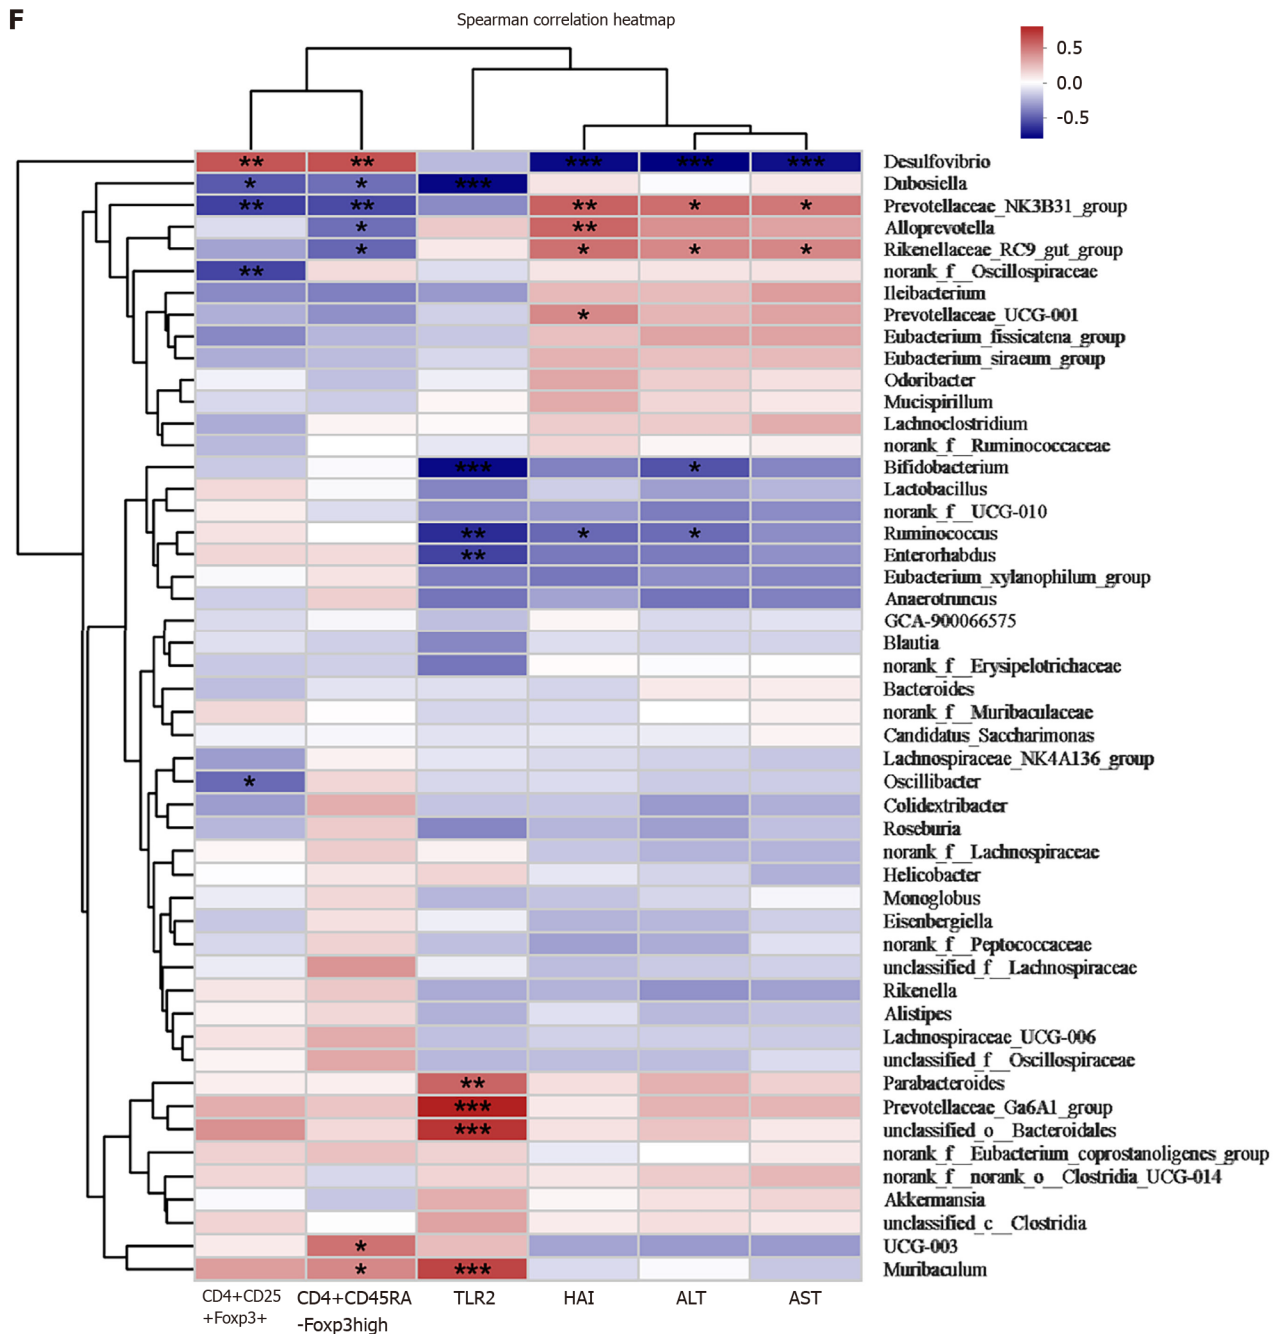 F
Spearman correlation heatmap
0.5
0.0
-0.5
** ** *** *** *** Desulfovibrio
* * *** Dubosiella
** ** ** * * Prevotellaceae_NK3B31_group
* ** Alloprevotella
* * * * Rikenellaceae_RC9_gut_group
** norank_f__Oscillospiraceae
Ileibacterium
* Prevotellaceae_UCG-001
Eubacterium_fissicatena_group
Eubacterium_siraeum_group
Odoribacter
Mucispirillum
Lachnoclostridium
norank_f__Ruminococcaceae
*** * Bifidobacterium
Lactobacillus
norank_f__UCG-010
** * * Ruminococcus
** Enterorhabdus
Eubacterium_xylanophilum_group
Anaerotruncus
GCA-900066575
Blautia
norank_f__Erysipelotrichaceae
Bacteroides
norank_f__Muribaculaceae
Candidatus_Saccharimonas
Lachnospiraceae_NK4A136_group
* Oscillibacter
Colidextribacter
Roseburia
norank_f__Lachnospiraceae
Helicobacter
Monoglobus
Eisenbergiella
norank_f__Peptococcaceae
unclassified_f__Lachnospiraceae
Rikenella
Alistipes
Lachnospiraceae_UCG-006
unclassified_f__Oscillospiraceae
** Parabacteroides
*** Prevotellaceae_Ga6A1_group
*** unclassified_o__Bacteroidales
norank_f__Eubacterium_coprostanoligenes_group
norank_f__norank_o__Clostridia_UCG-014
Akkermansia
unclassified_c__Clostridia
* UCG-003
* *** Muribaculum
CD4+CD25
+Foxp3+
CD4+CD45RA
-Foxp3high
TLR2
HAI
ALT
AST